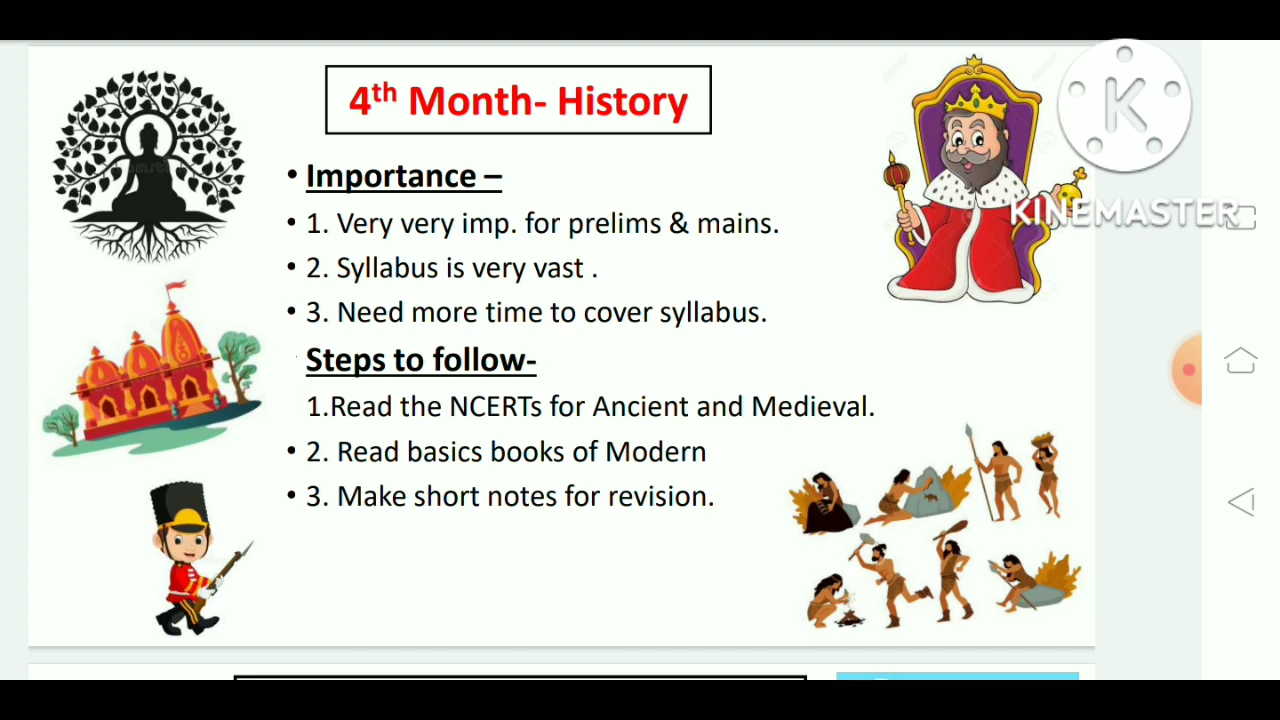 4th Month- History
K
KINEMASTER
• Importance –
• 1. Very very imp. for prelims & mains.
• 2. Syllabus is very vast .
• 3. Need more time to cover syllabus.
Steps to follow-
1.Read the NCERTs for Ancient and Medieval.
• 2. Read basics books of Modern
• 3. Make short notes for revision.